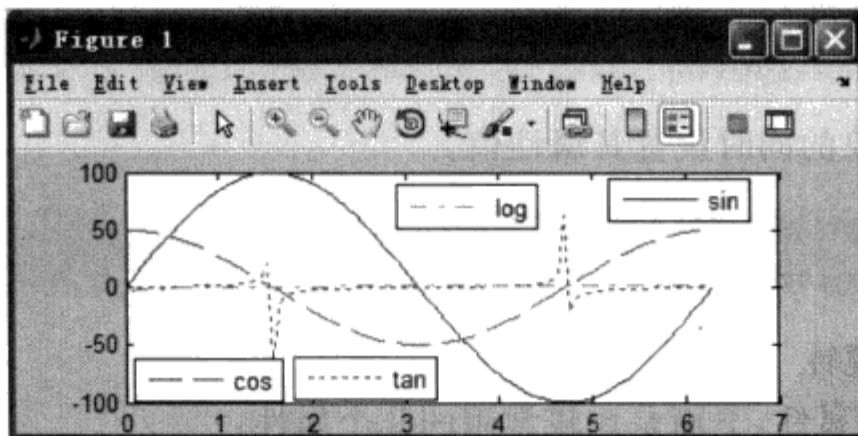 Figure 1
File Edit View Insert Tools Desktop Window Help
100
50
0
-50
-100
log
sin
cos
tan
0 1 2 3 4 5 6 7